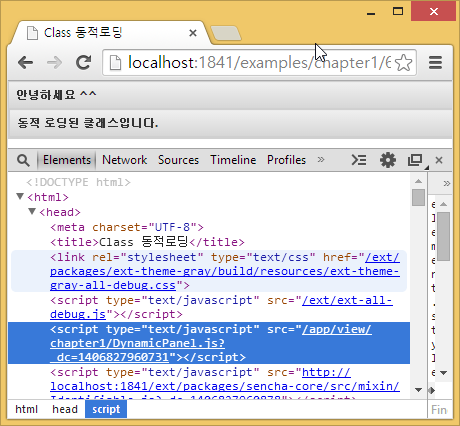 Class 동적로딩
localhost:1841/examples/chapter1/6
안녕하세요 ^^
동적 로딩된 클래스입니다.
Elements Network Sources Timeline Profiles »
<!DOCTYPE html>
»
<html>
<head>
<meta charset="UTF-8">
<title>Class 동적로딩</title>
<link rel="stylesheet" type="text/css" href="/ext/
packages/ext-theme-gray/build/resources/ext-theme-
gray-all-debug.css">
<script type="text/javascript" src="/ext/ext-all-
debug.js"></script>
<script type="text/javascript" src="/app/view/
chapter1/DynamicPanel.js?
_dc=1406827960731"></script>
<script type="text/javascript" src="http://
localhost:1841/ext/packages/sencha-core/src/mixin/
html head script
Fin